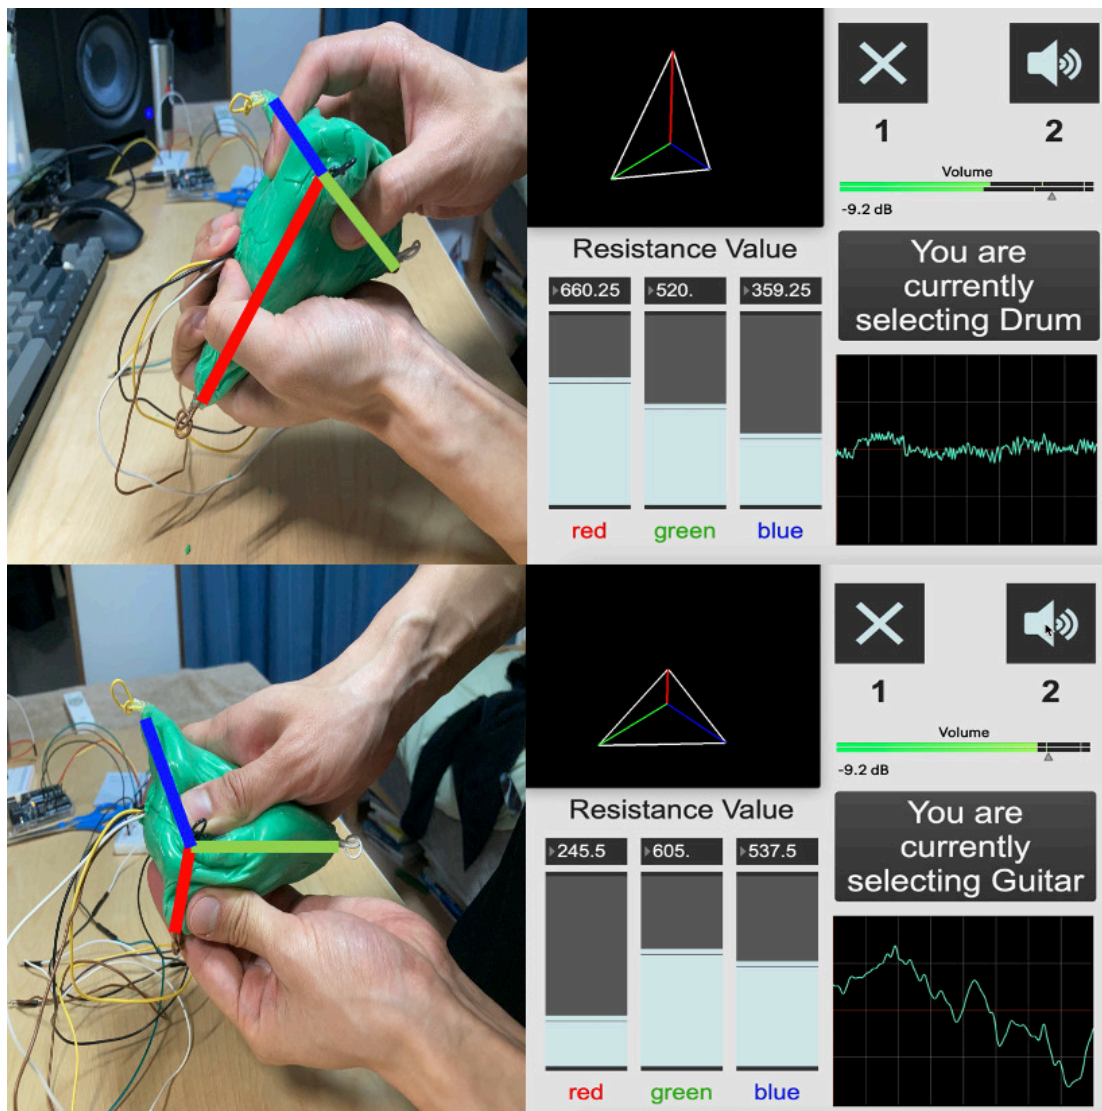 1
2
Volume
-9.2 dB
Resistance Value
660.25
520.
359.25
red
green
blue
You are
currently
selecting Drum
1
2
Volume
-9.2 dB
Resistance Value
245.5
605.
537.5
red
green
blue
You are
currently
selecting Guitar